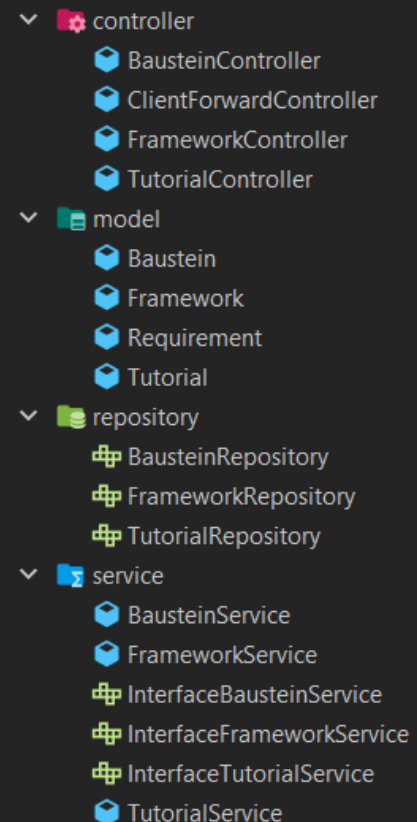 controller
BausteinController
ClientForwardController
FrameworkController
TutorialController
model
Baustein
Framework
Requirement
Tutorial
repository
BausteinRepository
FrameworkRepository
TutorialRepository
service
BausteinService
FrameworkService
InterfaceBausteinService
InterfaceFrameworkService
InterfaceTutorialService
TutorialService